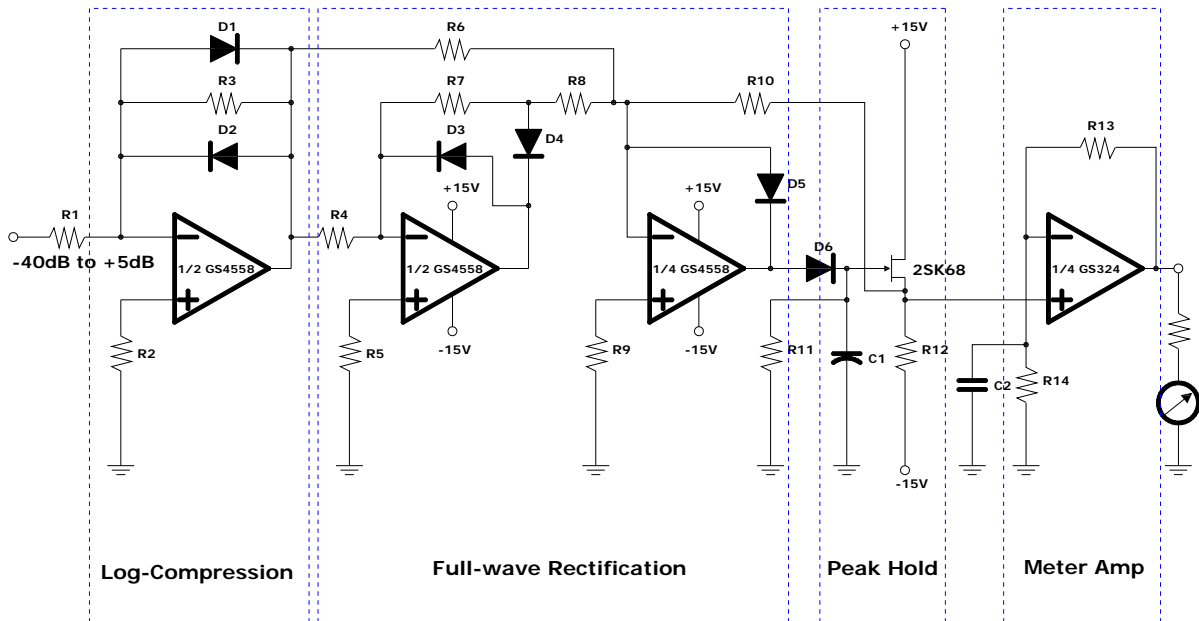 D1
R6
+15V
R3
R7
R8
R10
D2
D3
D4
R13
+15V
+15V
D5
R1
R4
-40dB to +5dB
D6
1/2 GS4558
1/2 GS4558
1/4 GS4558
2SK68
1/4 GS324
R2
R5
-15V
R9
-15V
R11
C1
R12
C2
R14
-15V
Log-Compression
Full-wave Rectification
Peak Hold
Meter Amp